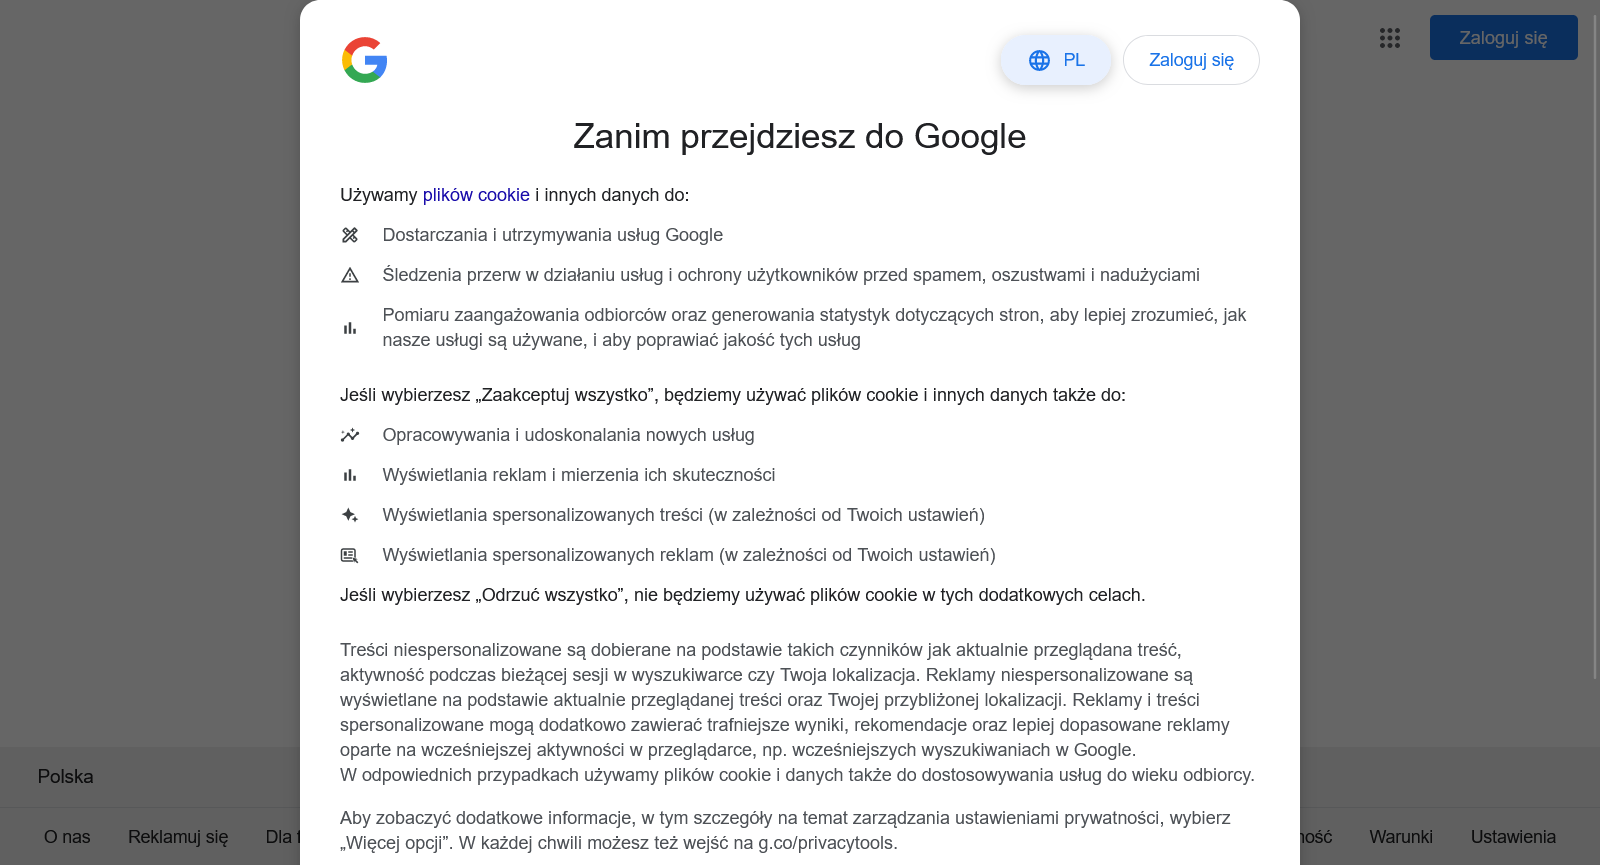 PL
Zaloguj się
Zaloguj się
Zanim przejdziesz do Google
Używamy plików cookie i innych danych do:
Dostarczania i utrzymywania usług Google
Śledzenia przerw w działaniu usług i ochrony użytkowników przed spamem, oszustwami i nadużyciami
Pomiaru zaangażowania odbiorców oraz generowania statystyk dotyczących stron, aby lepiej zrozumieć, jak
nasze usługi są używane, i aby poprawiać jakość tych usług
Jeśli wybierzesz „Zaakceptuj wszystko”, będziemy używać plików cookie i innych danych także do:
Opracowywania i udoskonalania nowych usług
Wyświetlania reklam i mierzenia ich skuteczności
Wyświetlania spersonalizowanych treści (w zależności od Twoich ustawień)
Wyświetlania spersonalizowanych reklam (w zależności od Twoich ustawień)
Jeśli wybierzesz „Odrzuć wszystko”, nie będziemy używać plików cookie w tych dodatkowych celach.
Treści niespersonalizowane są dobierane na podstawie takich czynników jak aktualnie przeglądana treść,
aktywność podczas bieżącej sesji w wyszukiwarce czy Twoja lokalizacja. Reklamy niespersonalizowane są
wyświetlane na podstawie aktualnie przeglądanej treści oraz Twojej przybliżonej lokalizacji. Reklamy i treści
spersonalizowane mogą dodatkowo zawierać trafniejsze wyniki, rekomendacje oraz lepiej dopasowane reklamy
oparte na wcześniejszej aktywności w przeglądarce, np. wcześniejszych wyszukiwaniach w Google.
W odpowiednich przypadkach używamy plików cookie i danych także do dostosowywania usług do wieku odbiorcy.
Aby zobaczyć dodatkowe informacje, w tym szczegóły na temat zarządzania ustawieniami prywatności, wybierz
„Więcej opcji”. W każdej chwili możesz też wejść na g.co/privacytools.
Polska
O nas Reklamuj się Dla Warunki Ustawienia